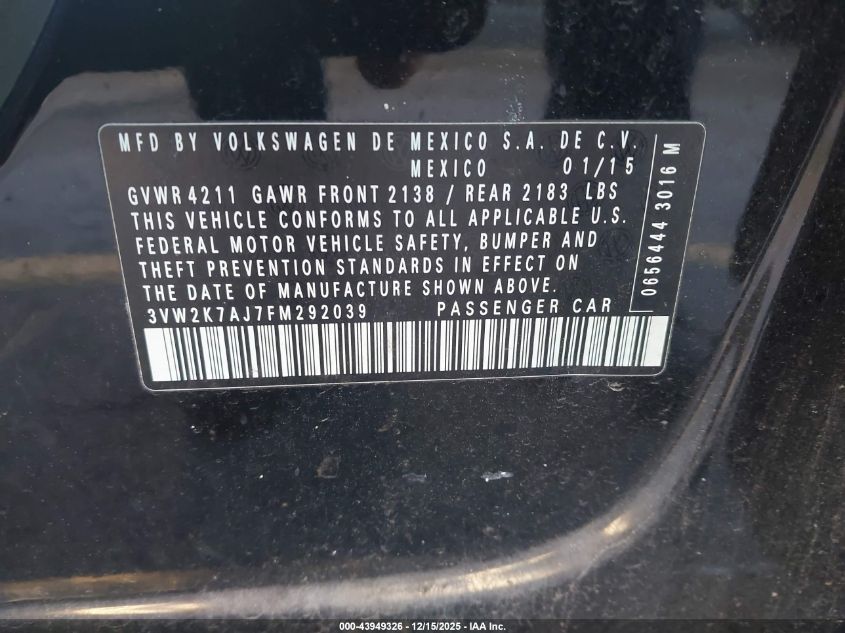 MFD BY VOLKSWAGEN DE MEXICO S.A. DE C.V.
MEXICO 01/15
GVWR 4211 GAWR FRONT 2138 / REAR 2183 LBS
THIS VEHICLE CONFORMS TO ALL APPLICABLE U.S.
FEDERAL MOTOR VEHICLE SAFETY, BUMPER AND
THEFT PREVENTION STANDARDS IN EFFECT ON
THE DATE OF MANUFACTURE SHOWN ABOVE.
3VW2K7AJ7FM292039 PASSENGER CAR
0656444 3016 M
000-43949326 - 12/15/2025 - IAA Inc.